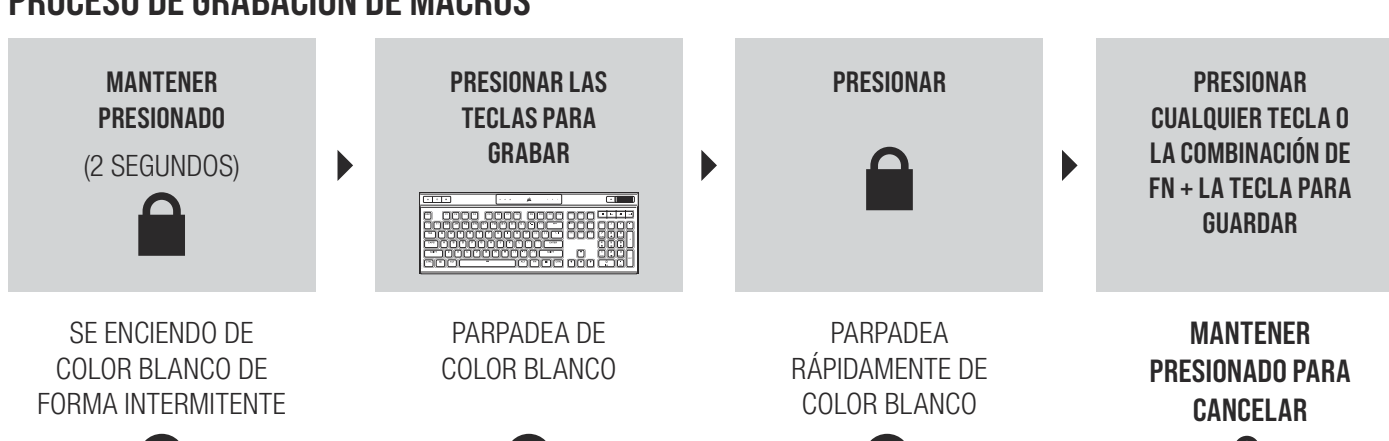 PROCESO DE GRABACIÓN DE MACROS
MANTENER
PRESIONADO
(2 SEGUNDOS)
PRESIONAR LAS
TECLAS PARA
GRABAR
PRESIONAR
PRESIONAR
CUALQUIER TECLA O
LA COMBINACIÓN DE
FN + LA TECLA PARA
GUARDAR
SE ENCIENDO DE
COLOR BLANCO DE
FORMA INTERMITENTE
PARPADEA DE
COLOR BLANCO
PARPADEA
RÁPIDAMENTE DE
COLOR BLANCO
MANTENER
PRESIONADO PARA
CANCELAR